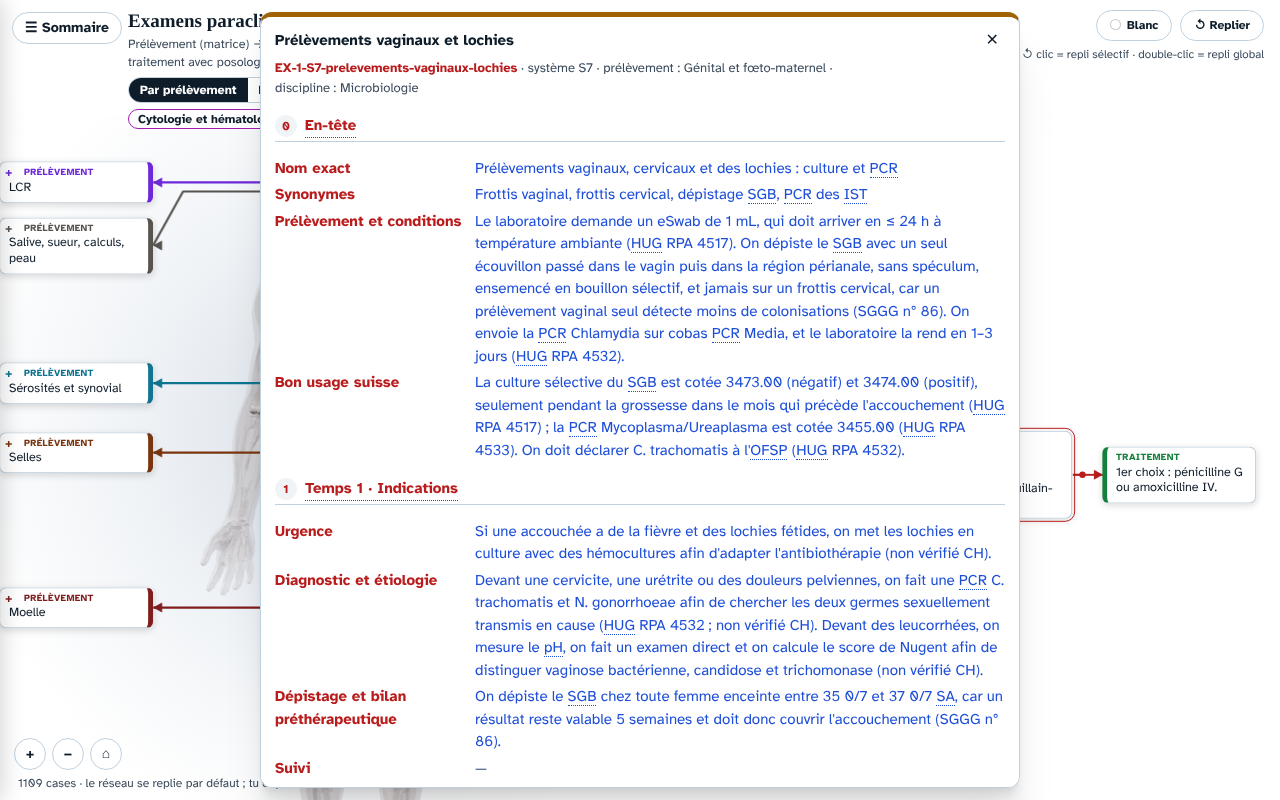 ☰ Sommaire
Examens paracli
Prélèvement (matrice) →
traitement avec posolog
Par prélèvement
Cytologie et hématolo
○ Blanc
↺ Replier
↺ clic = repli sélectif · double-clic = repli global
+ PRÉLÈVEMENT
LCR
+ PRÉLÈVEMENT
Salive, sueur, calculs,
peau
+ PRÉLÈVEMENT
Sérosités et synovial
+ PRÉLÈVEMENT
Selles
+ PRÉLÈVEMENT
Moelle
Prélèvements vaginaux et lochies
✕
EX-1-S7-prelevements-vaginaux-lochies · système S7 · prélèvement : Génital et fœto-maternel ·
discipline : Microbiologie
0 En-tête
Nom exact
Prélèvements vaginaux, cervicaux et des lochies : culture et PCR
Synonymes
Frottis vaginal, frottis cervical, dépistage SGB, PCR des IST
Prélèvement et conditions
Le laboratoire demande un eSwab de 1 mL, qui doit arriver en ≤ 24 h à
température ambiante (HUG RPA 4517). On dépiste le SGB avec un seul
écouvillon passé dans le vagin puis dans la région périanale, sans spéculum,
ensemencé en bouillon sélectif, et jamais sur un frottis cervical, car un
prélèvement vaginal seul détecte moins de colonisations (SGGG n° 86). On
envoie la PCR Chlamydia sur cobas PCR Media, et le laboratoire la rend en 1–3
jours (HUG RPA 4532).
Bon usage suisse
La culture sélective du SGB est cotée 3473.00 (négatif) et 3474.00 (positif),
seulement pendant la grossesse dans le mois qui précède l'accouchement (HUG
RPA 4517) ; la PCR Mycoplasma/Ureaplasma est cotée 3455.00 (HUG RPA
4533). On doit déclarer C. trachomatis à l'OFSP (HUG RPA 4532).
1 Temps 1 · Indications
Urgence
Si une accouchée a de la fièvre et des lochies fétides, on met les lochies en
culture avec des hémocultures afin d'adapter l'antibiothérapie (non vérifié CH).
Diagnostic et étiologie
Devant une cervicite, une urétrite ou des douleurs pelviennes, on fait une PCR C.
trachomatis et N. gonorrhoeae afin de chercher les deux germes sexuellement
transmis en cause (HUG RPA 4532 ; non vérifié CH). Devant des leucorrhées, on
mesure le pH, on fait un examen direct et on calcule le score de Nugent afin de
distinguer vaginose bactérienne, candidose et trichomonase (non vérifié CH).
Dépistage et bilan
préthérapeutique
On dépiste le SGB chez toute femme enceinte entre 35 0/7 et 37 0/7 SA, car un
résultat reste valable 5 semaines et doit donc couvrir l'accouchement (SGGG n°
86).
Suivi
—
uillain-
TRAITEMENT
1er choix : pénicilline G
ou amoxicilline IV.
+
−
⌂
1109 cases · le réseau se replie par défaut ; tu